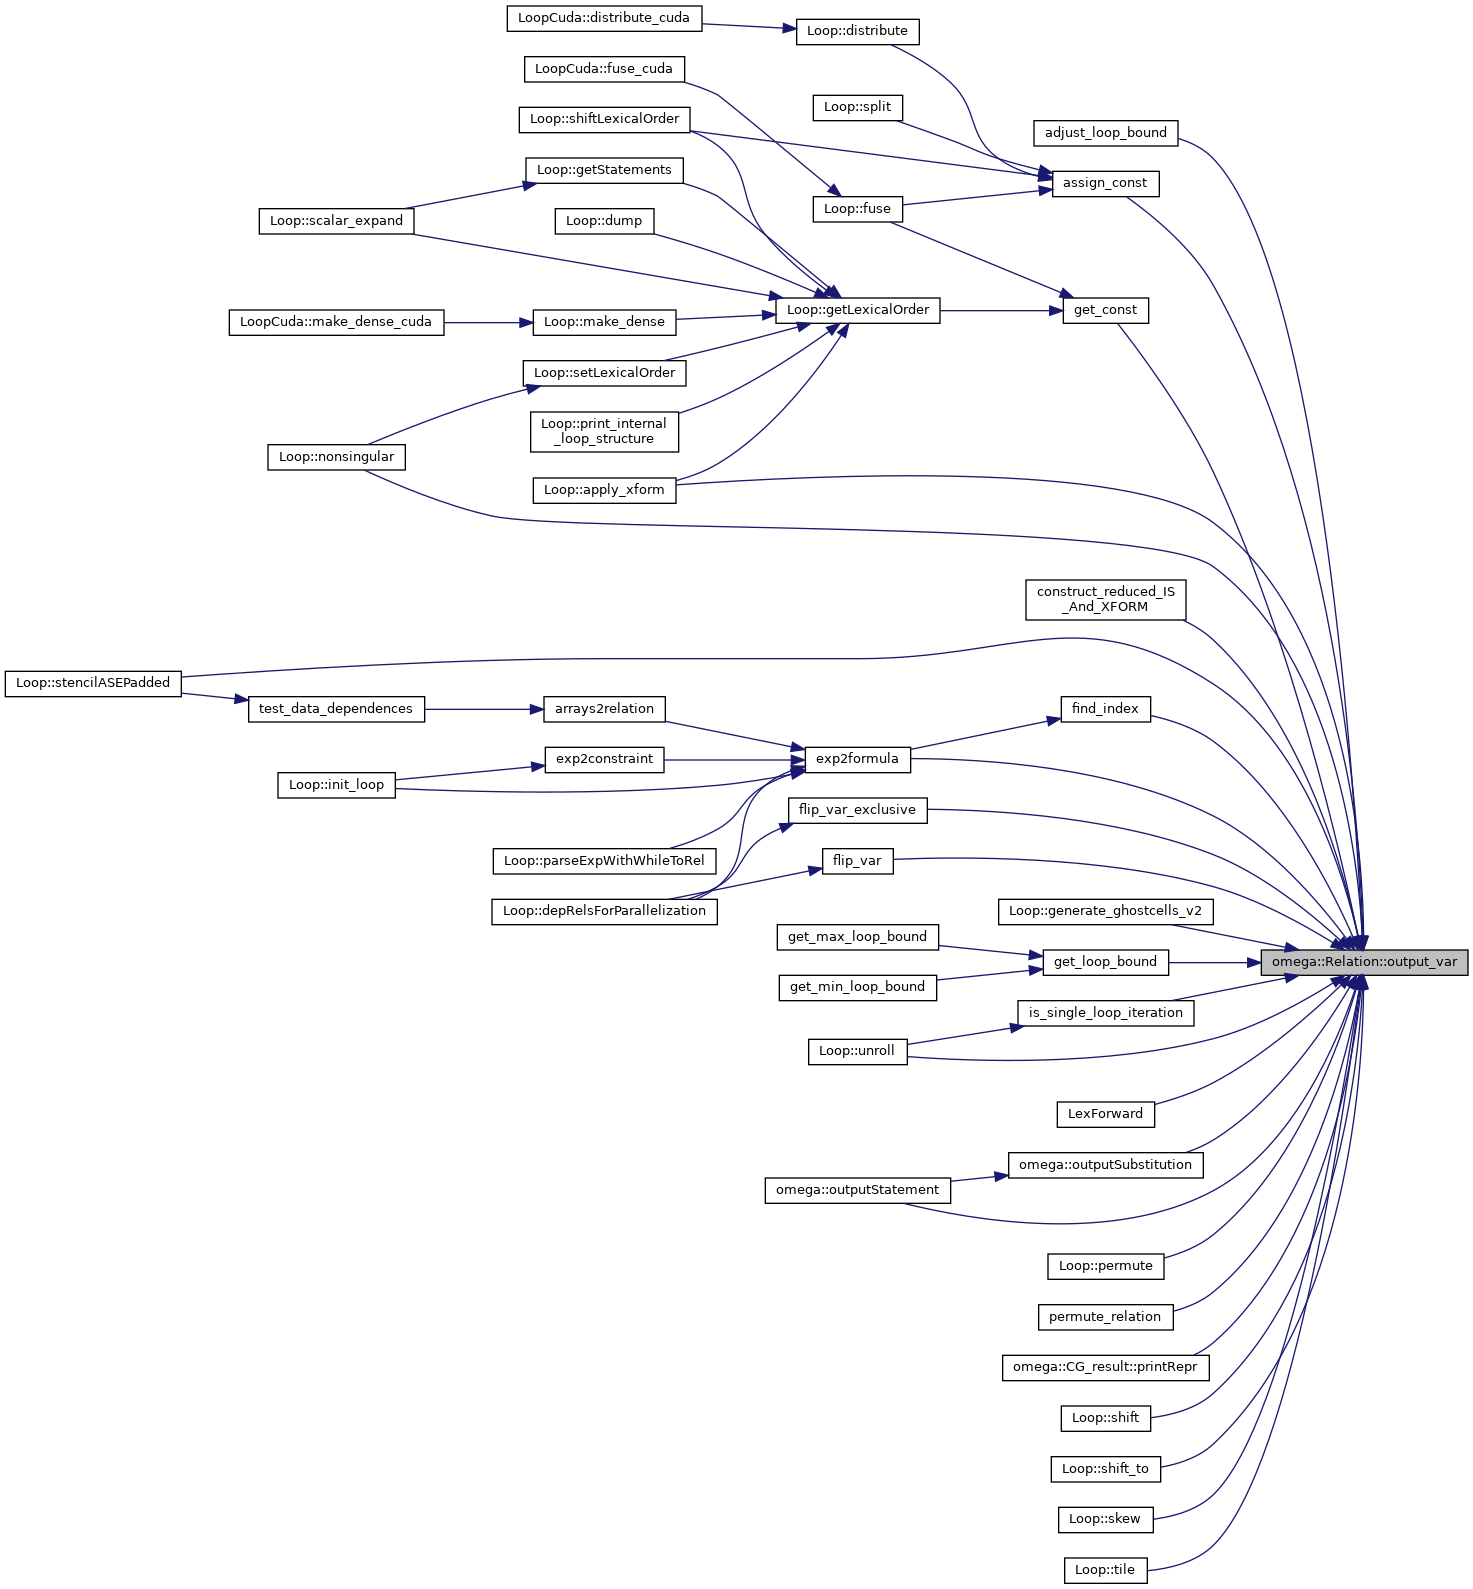 LoopCuda::distribute_cuda
Loop::distribute
LoopCuda::fuse_cuda
Loop::split
Loop::shiftLexicalOrder
adjust_loop_bound
Loop::getStatements
assign_const
Loop::scalar_expand
Loop::dump
Loop::fuse
LoopCuda::make_dense_cuda
Loop::make_dense
Loop::getLexicalOrder
get_const
Loop::setLexicalOrder
Loop::print_internal
_loop_structure
Loop::nonsingular
Loop::apply_xform
construct_reduced_IS
_And_XFORM
Loop::stencilASEPadded
test_data_dependences
arrays2relation
find_index
exp2constraint
exp2formula
Loop::init_loop
flip_var_exclusive
Loop::parseExpWithWhileToRel
flip_var
Loop::depRelsForParallelization
Loop::generate_ghostcells_v2
get_max_loop_bound
get_loop_bound
omega::Relation::output_var
get_min_loop_bound
is_single_loop_iteration
Loop::unroll
LexForward
omega::outputSubstitution
omega::outputStatement
Loop::permute
permute_relation
omega::CG_result::printRepr
Loop::shift
Loop::shift_to
Loop::skew
Loop::tile